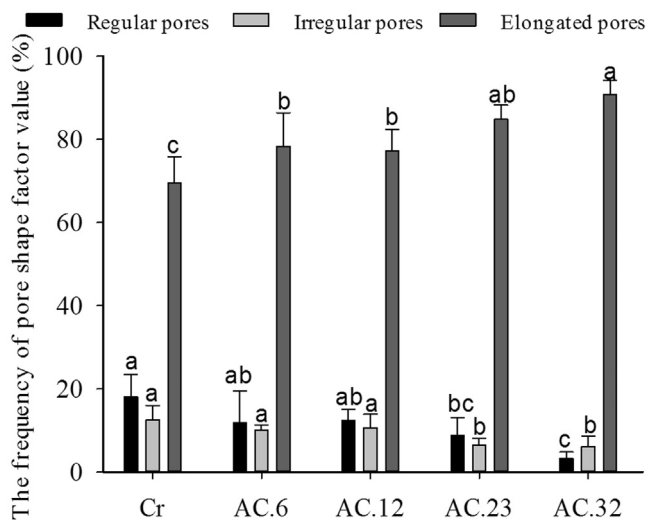 Regular pores Irregular pores Elongated pores
The frequency of pore shape factor value (%)
100
80
60
40
20
0
a a c
ab a b
ab a b
bc b ab
c b a
Cr AC.6 AC.12 AC.23 AC.32